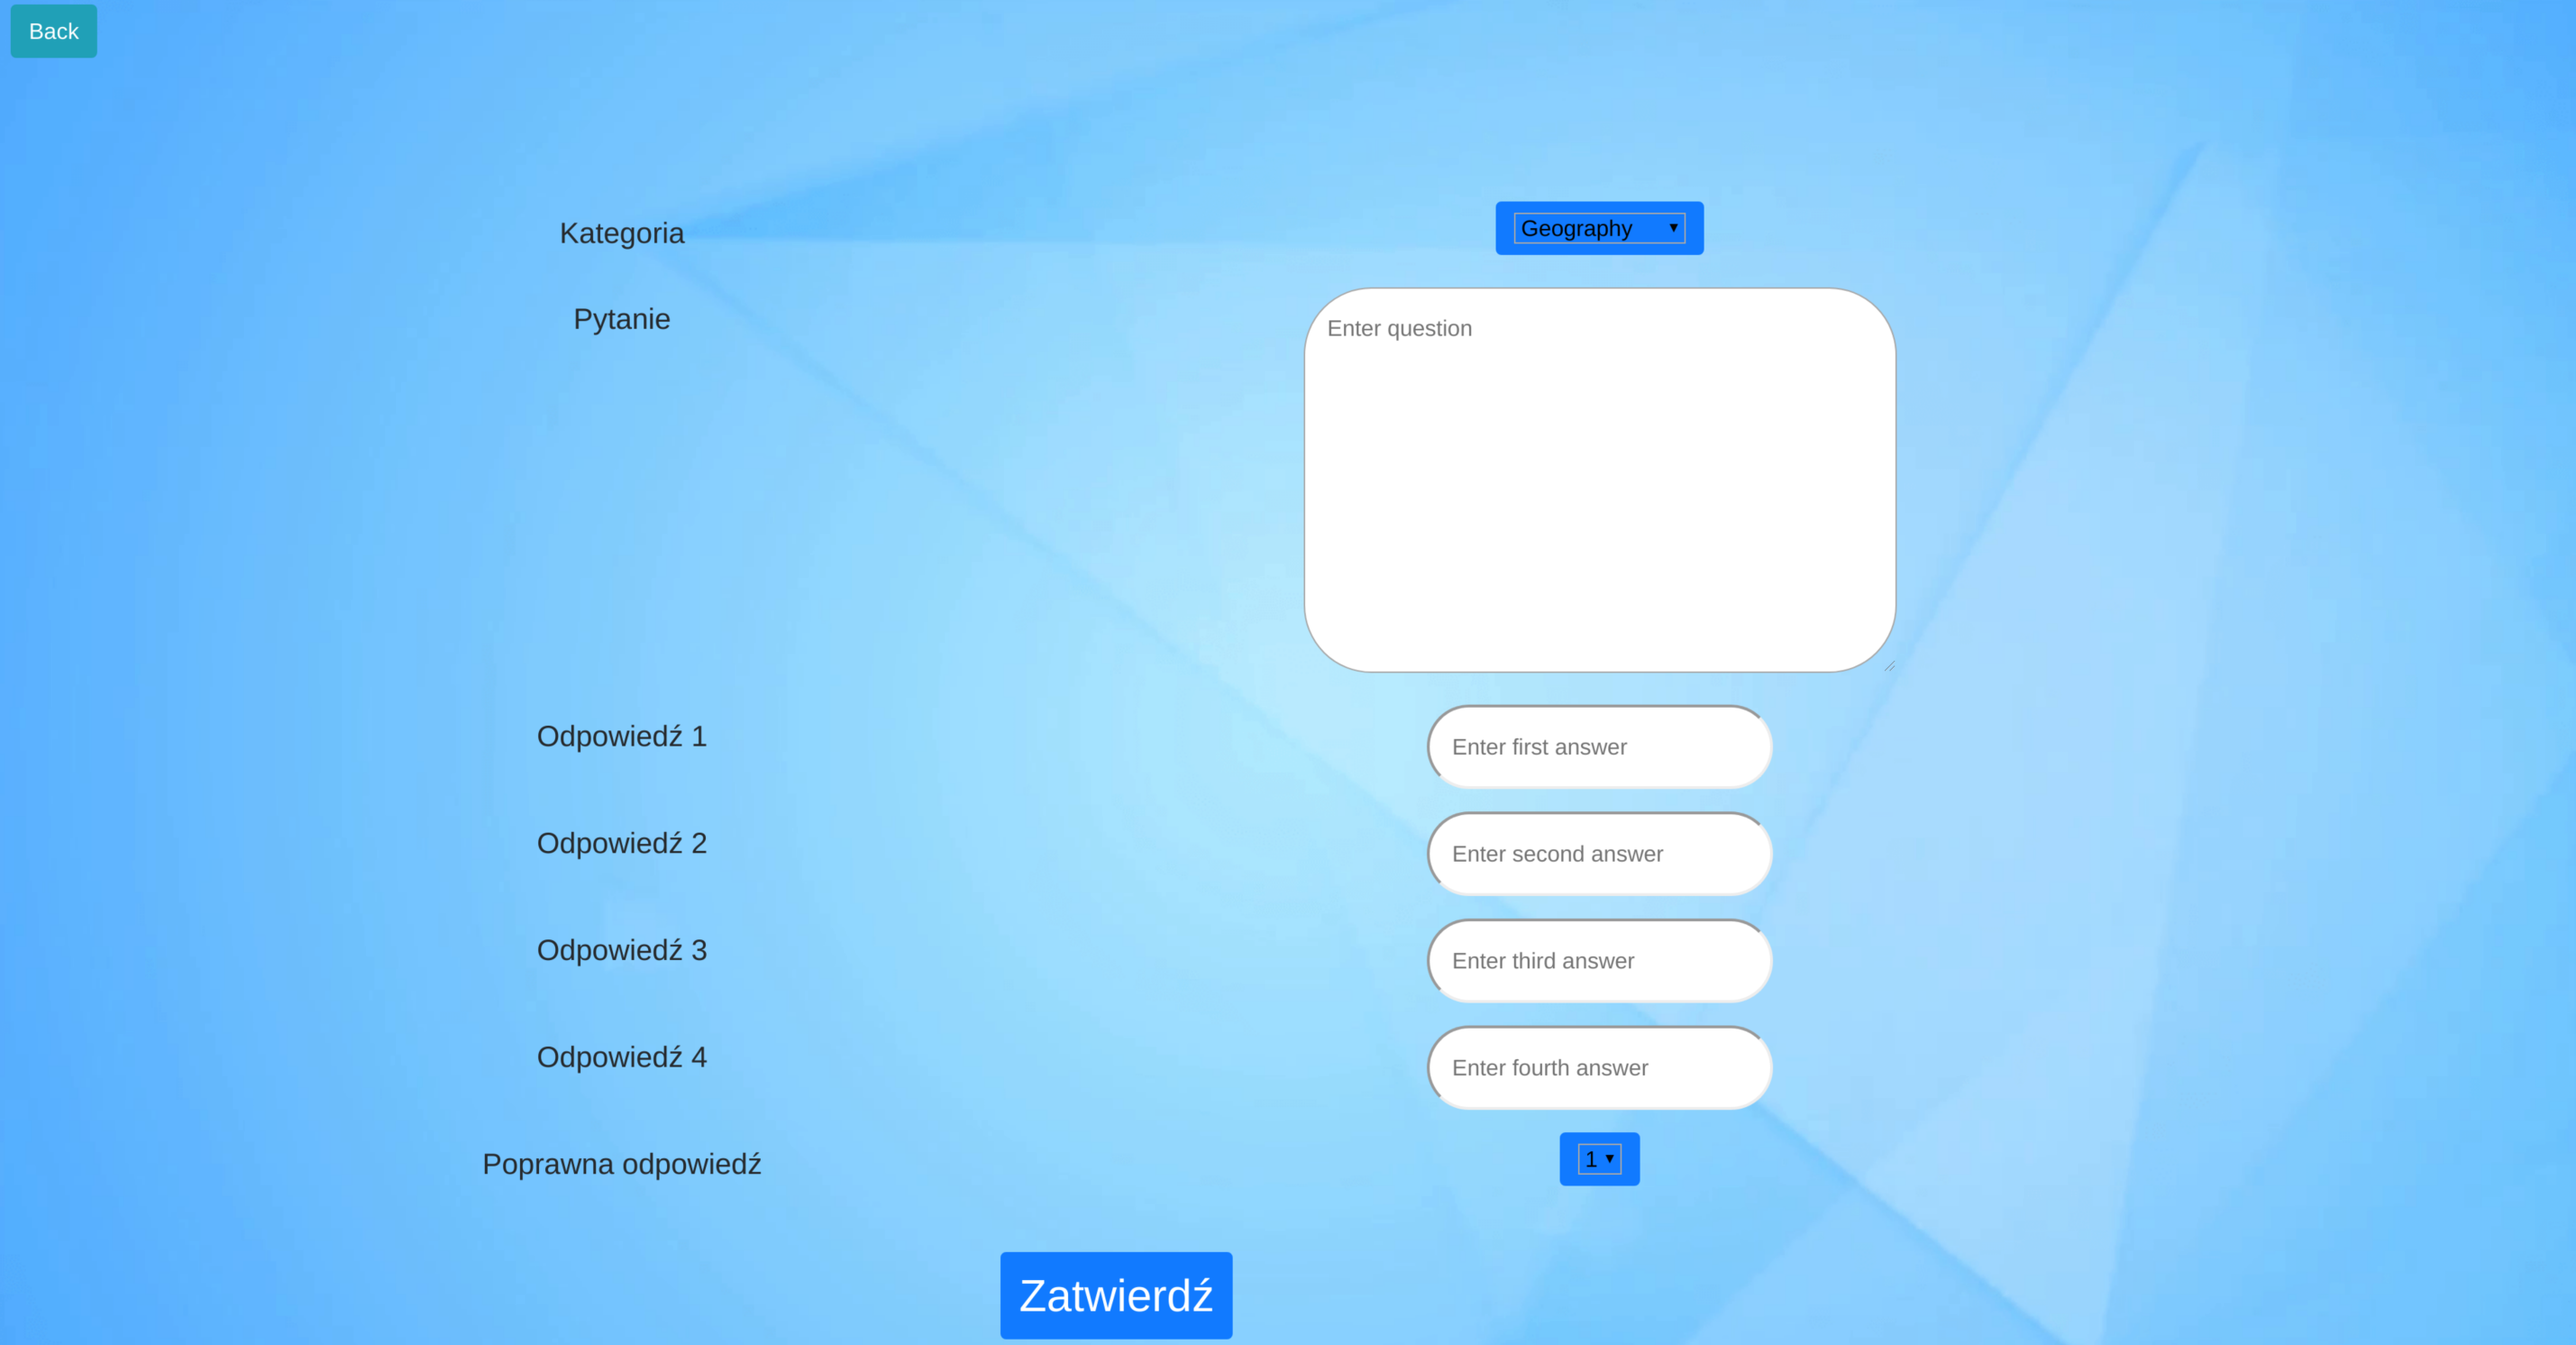 Back
Kategoria
Geography
Pytanie
Enter question
Odpowiedź 1
Enter first answer
Odpowiedź 2
Enter second answer
Odpowiedź 3
Enter third answer
Odpowiedź 4
Enter fourth answer
Poprawna odpowiedź
1
Zatwierdź